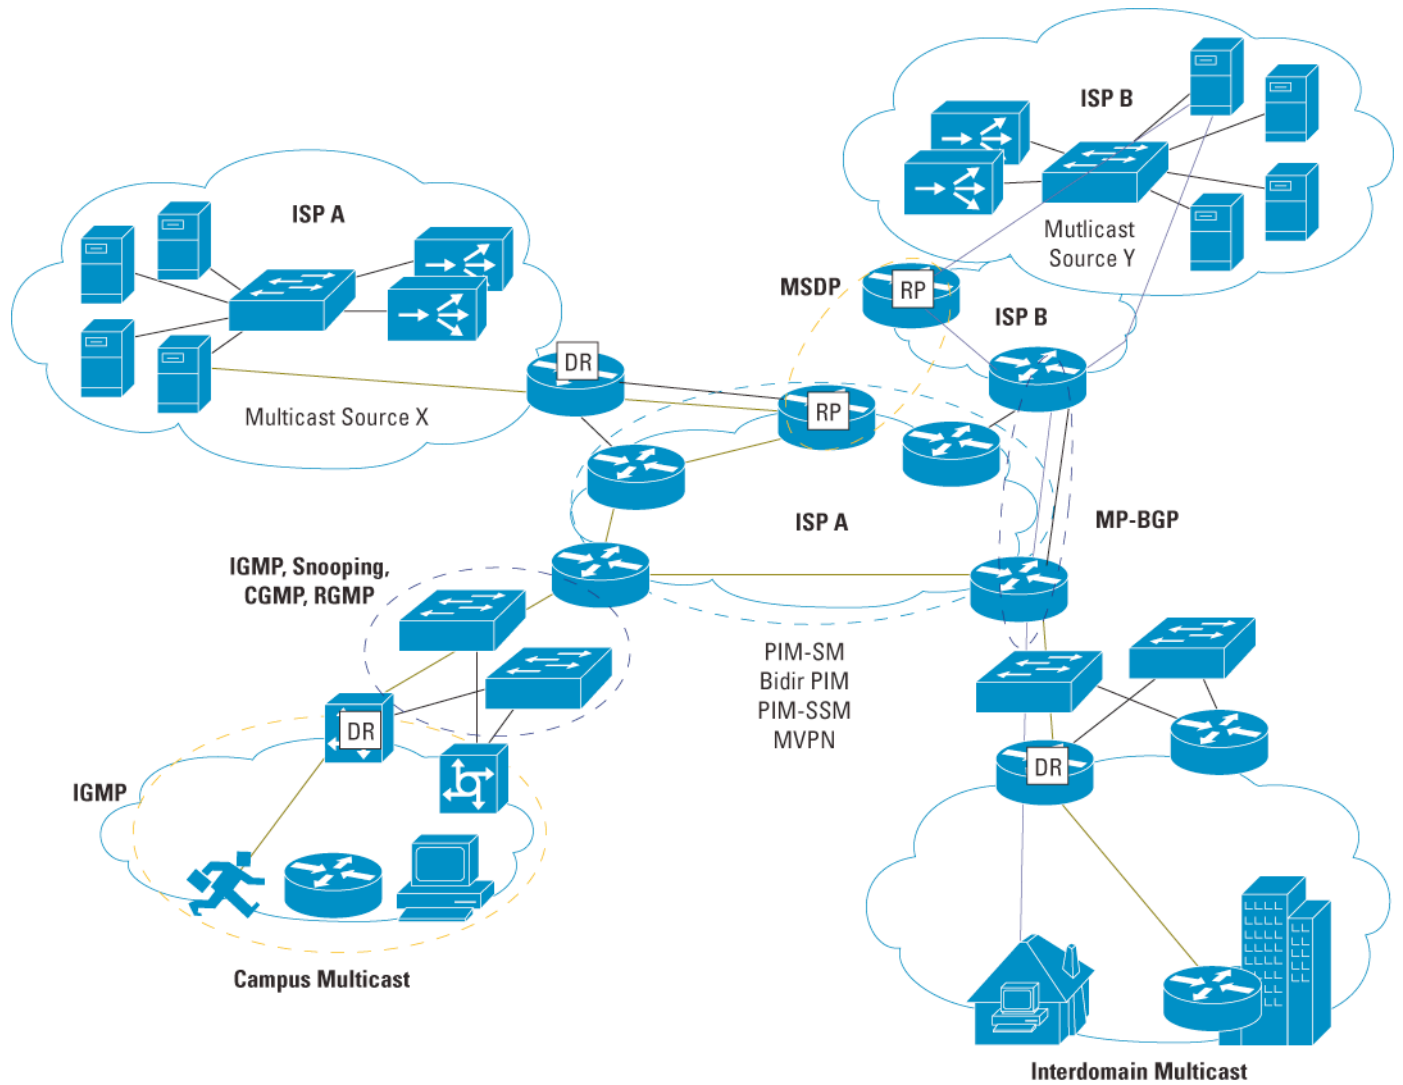 ISP B
ISP A
Mutlicast
Source Y
MSDP
RP
ISP B
DR
RP
Multicast Source X
ISP A
MP-BGP
IGMP, Snooping,
CGMP, RGMP
PIM-SM
Bidir PIM
PIM-SSM
MVPN
DR
DR
IGMP
Campus Multicast
Interdomain Multicast